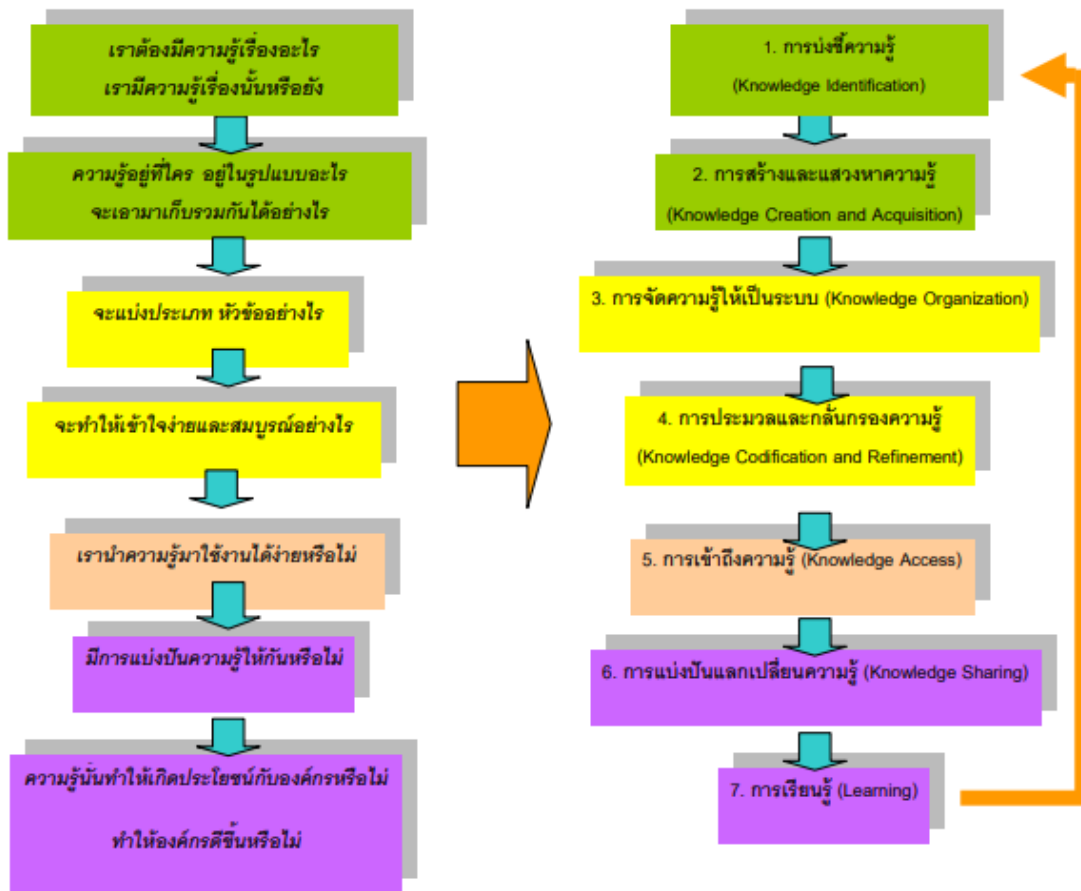 เราต้องมีความรู้เรื่องอะไร
เรามีความรู้เรื่องนั้นหรือยัง
ความรู้อยู่ที่ใคร อยู่ในรูปแบบอะไร
จะเอามาเก็บรวมกันได้อย่างไร
จะแบ่งประเภท หัวข้ออย่างไร
จะทำให้เข้าใจง่ายและสมบูรณ์อย่างไร
เรานำความรู้มาใช้งานได้ง่ายหรือไม่
มีการแบ่งปันความรู้ให้กันหรือไม่
ความรู้นั้นทำให้เกิดประโยชน์กับองค์กรหรือไม่
ทำให้องค์กรดีขึ้นหรือไม่
1. การบ่งชี้ความรู้
(Knowledge Identification)
2. การสร้างและแสวงหาความรู้
(Knowledge Creation and Acquisition)
3. การจัดความรู้ให้เป็นระบบ (Knowledge Organization)
4. การประมวลและกลั่นกรองความรู้
(Knowledge Codification and Refinement)
5. การเข้าถึงความรู้ (Knowledge Access)
6. การแบ่งปันแลกเปลี่ยนความรู้ (Knowledge Sharing)
7. การเรียนรู้ (Learning)